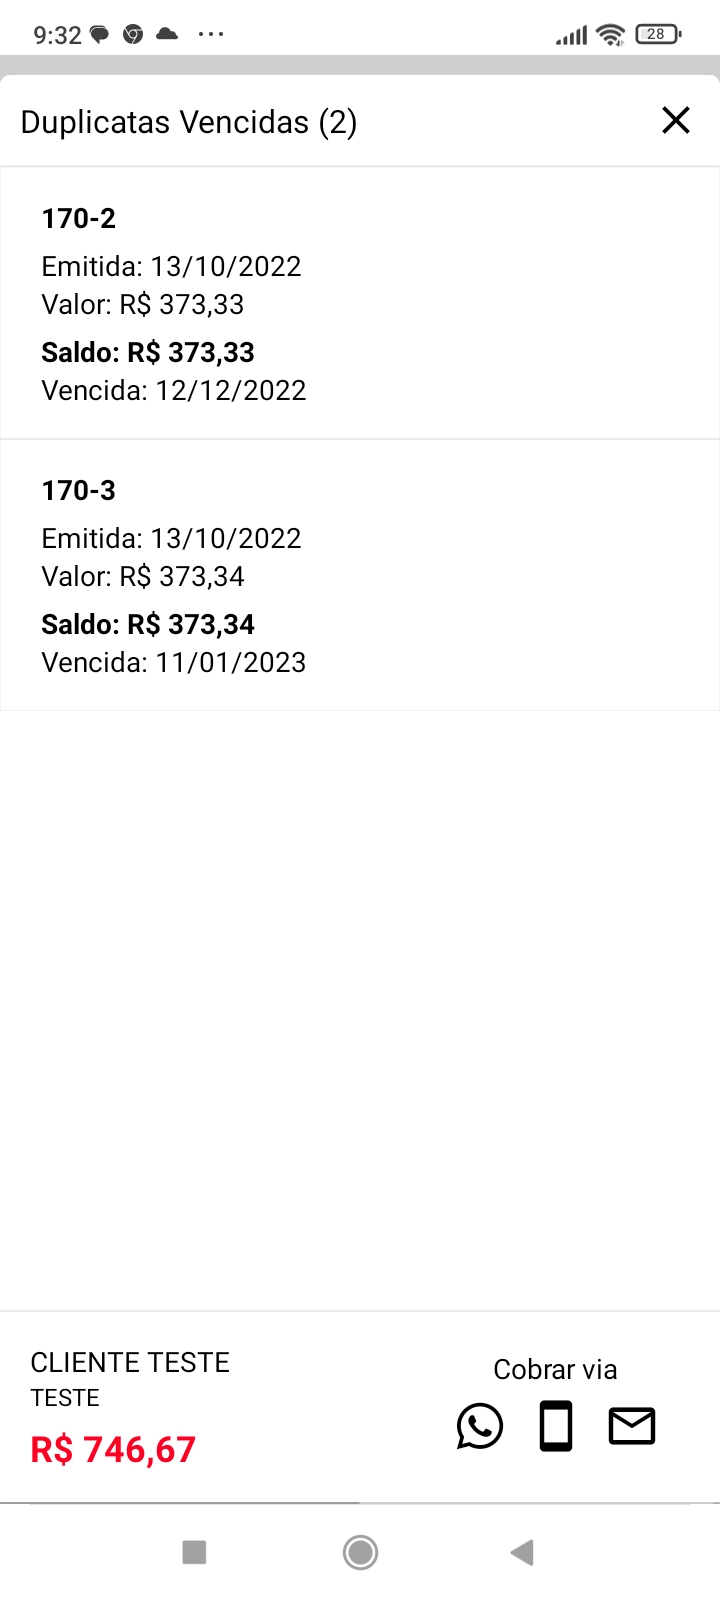 9:32
28
Duplicatas Vencidas (2)
170-2
Emitida: 13/10/2022
Valor: R$ 373,33
Saldo: R$ 373,33
Vencida: 12/12/2022
170-3
Emitida: 13/10/2022
Valor: R$ 373,34
Saldo: R$ 373,34
Vencida: 11/01/2023
CLIENTE TESTE
TESTE
R$ 746,67
Cobrar via